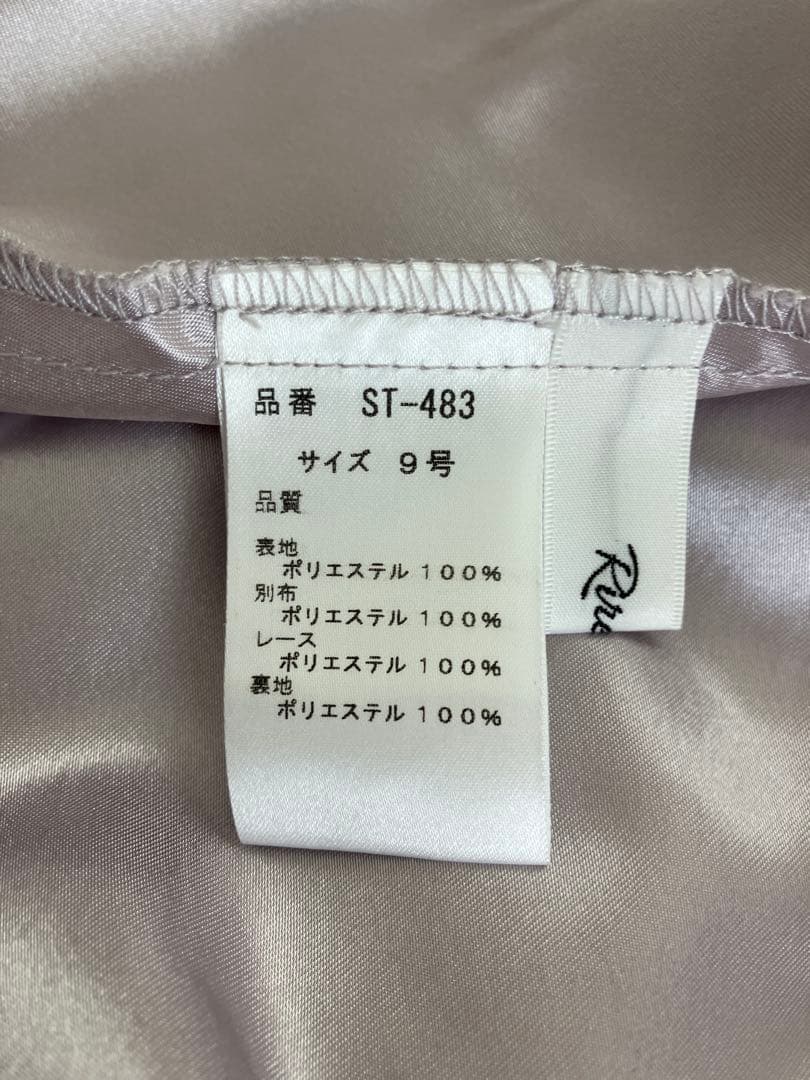 品番 ST-483
サイズ 9号
品質
表地
ポリエステル 100%
別布
ポリエステル 100%
レース
ポリエステル 100%
裏地
ポリエステル 100%